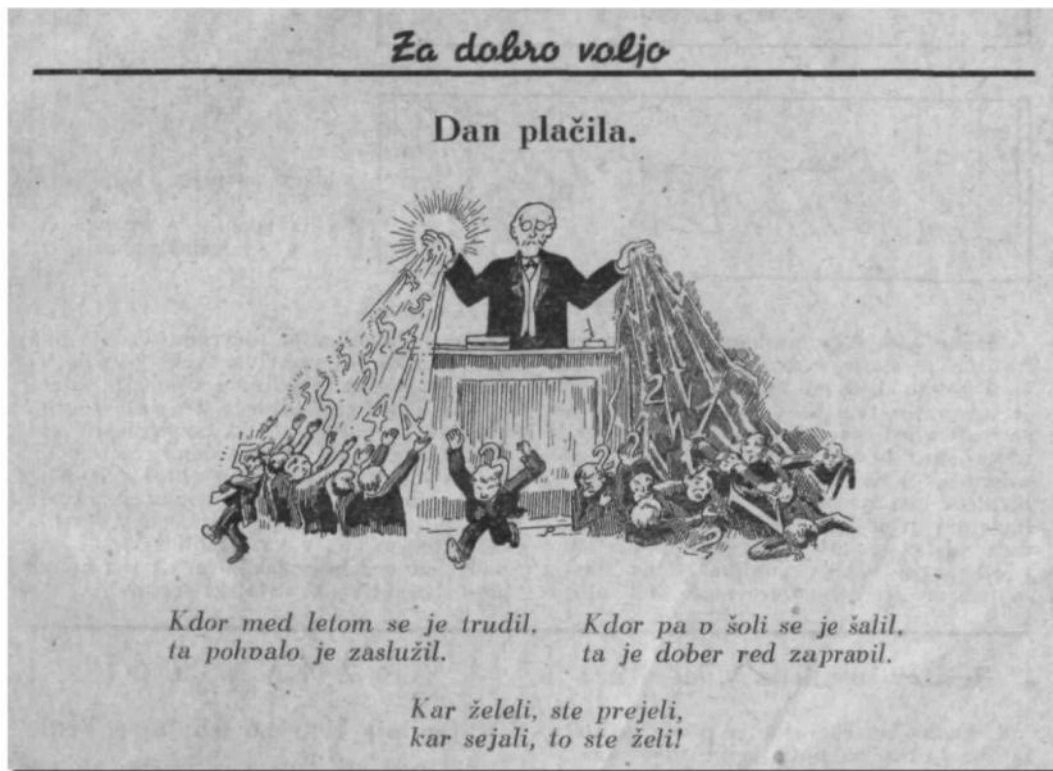 Za dobro voljo
Dan plačila.
Kdor med letom se je trudil,
ta pohvalo je zaslužil.
Kdor pa v šoli se je šalil,
ta je dober red zapravil.
Kar želeli, ste prejeli,
kar sejali, to ste želi!